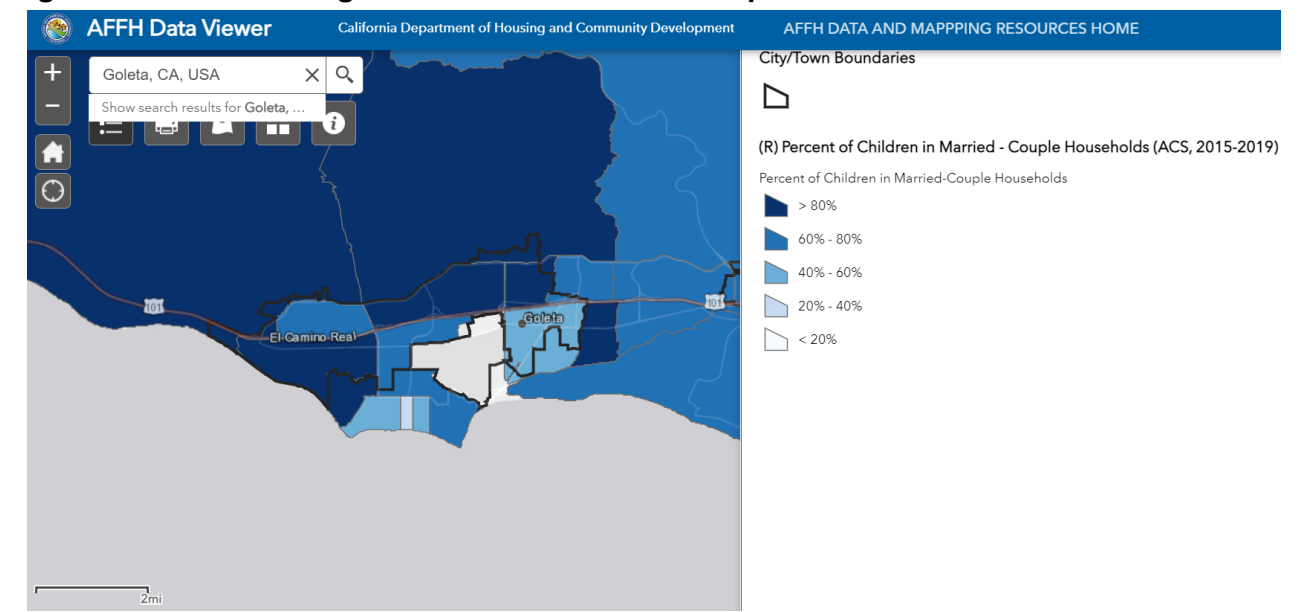 AFFH Data Viewer
California Department of Housing and Community Development
AFFH DATA AND MAPPPING RESOURCES HOME
Goleta, CA, USA
Show search results for Goleta, ...
City/Town Boundaries
(R) Percent of Children in Married - Couple Households (ACS, 2015-2019)
Percent of Children in Married-Couple Households
> 80%
60% - 80%
40% - 60%
20% - 40%
< 20%
101
101
Goleta
El Camino Real
2mi